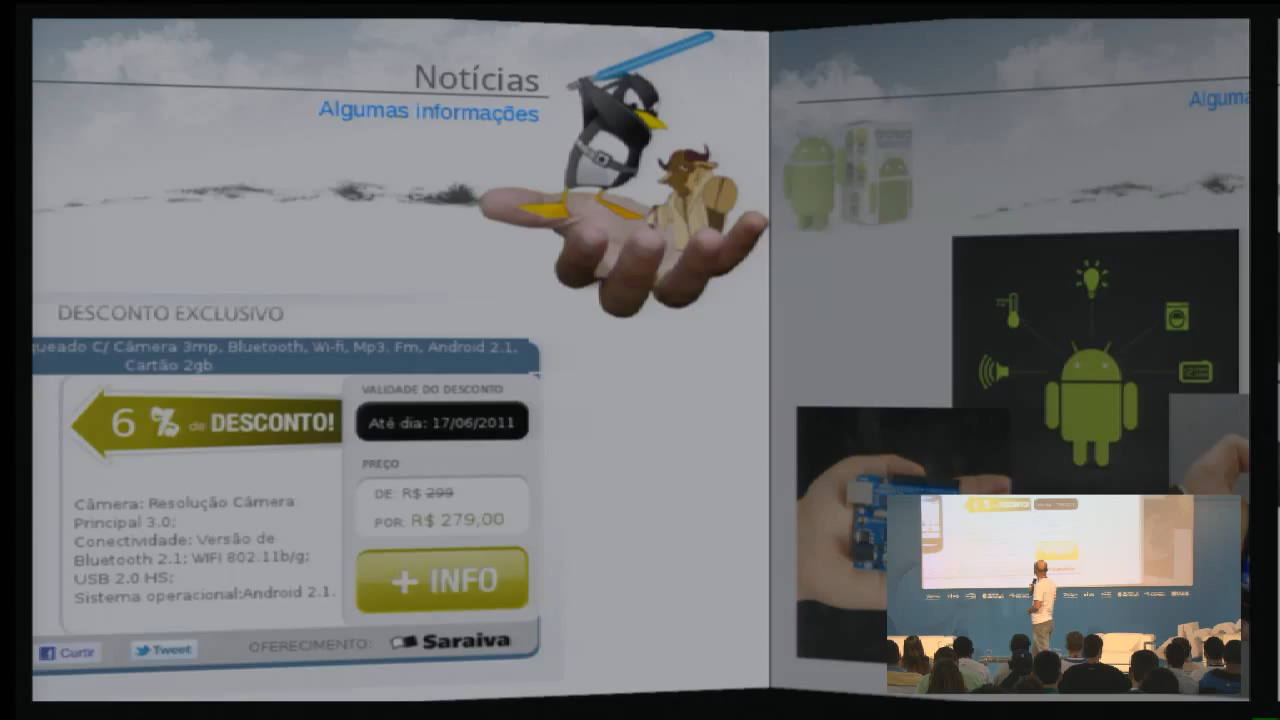 Notícias
Algumas informações
DESCONTO EXCLUSIVO
queado C/ Câmera 3mp, Bluetooth, Wi-fi, Mp3, Fm, Android 2.1,
Cartão 2gb
6 % de DESCONTO!
VALIDADE DO DESCONTO
Até dia: 17/06/2011
PREÇO
DE: R$ 299
POR: R$ 279,00
+ INFO
Câmera: Resolução Câmera
Principal 3.0;
Conectividade: Versão de
Bluetooth 2.1; WIFI 802.11b/g;
USB 2.0 HS;
Sistema operacional:Android 2.1.
Curtir
Tweet
OFERECIMENTO:
Saraiva
Alguma
DESCONTO!